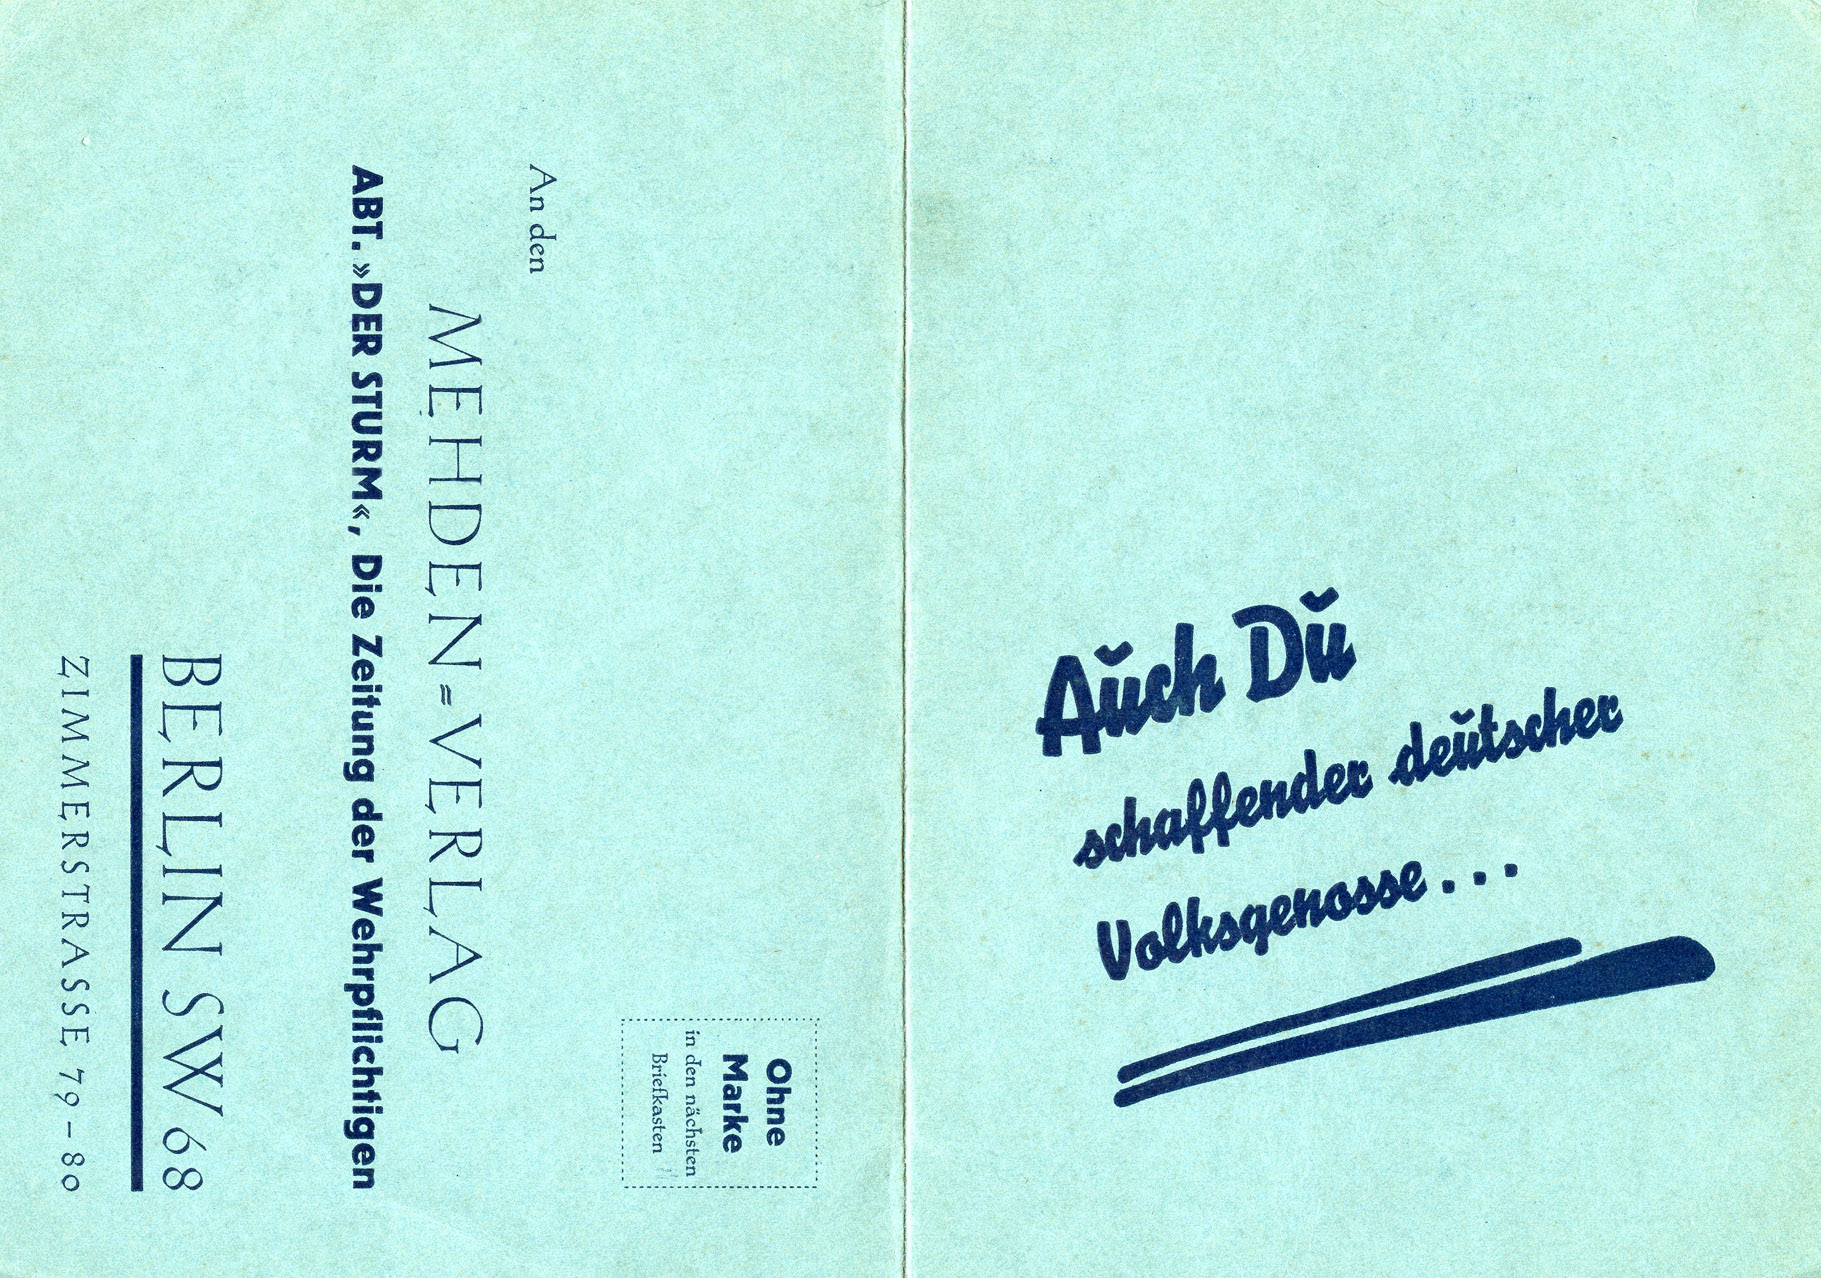 Auch Du
schaffender deutscher
Volksgenosse...
Ohne
Marke
in den nächsten
Briefkasten
An den
MEHDEN=VERLAG
ABT. »DER STURM«, Die Zeitung der Wehrpflichtigen
BERLIN SW 68
ZIMMERSTRASSE 79–80